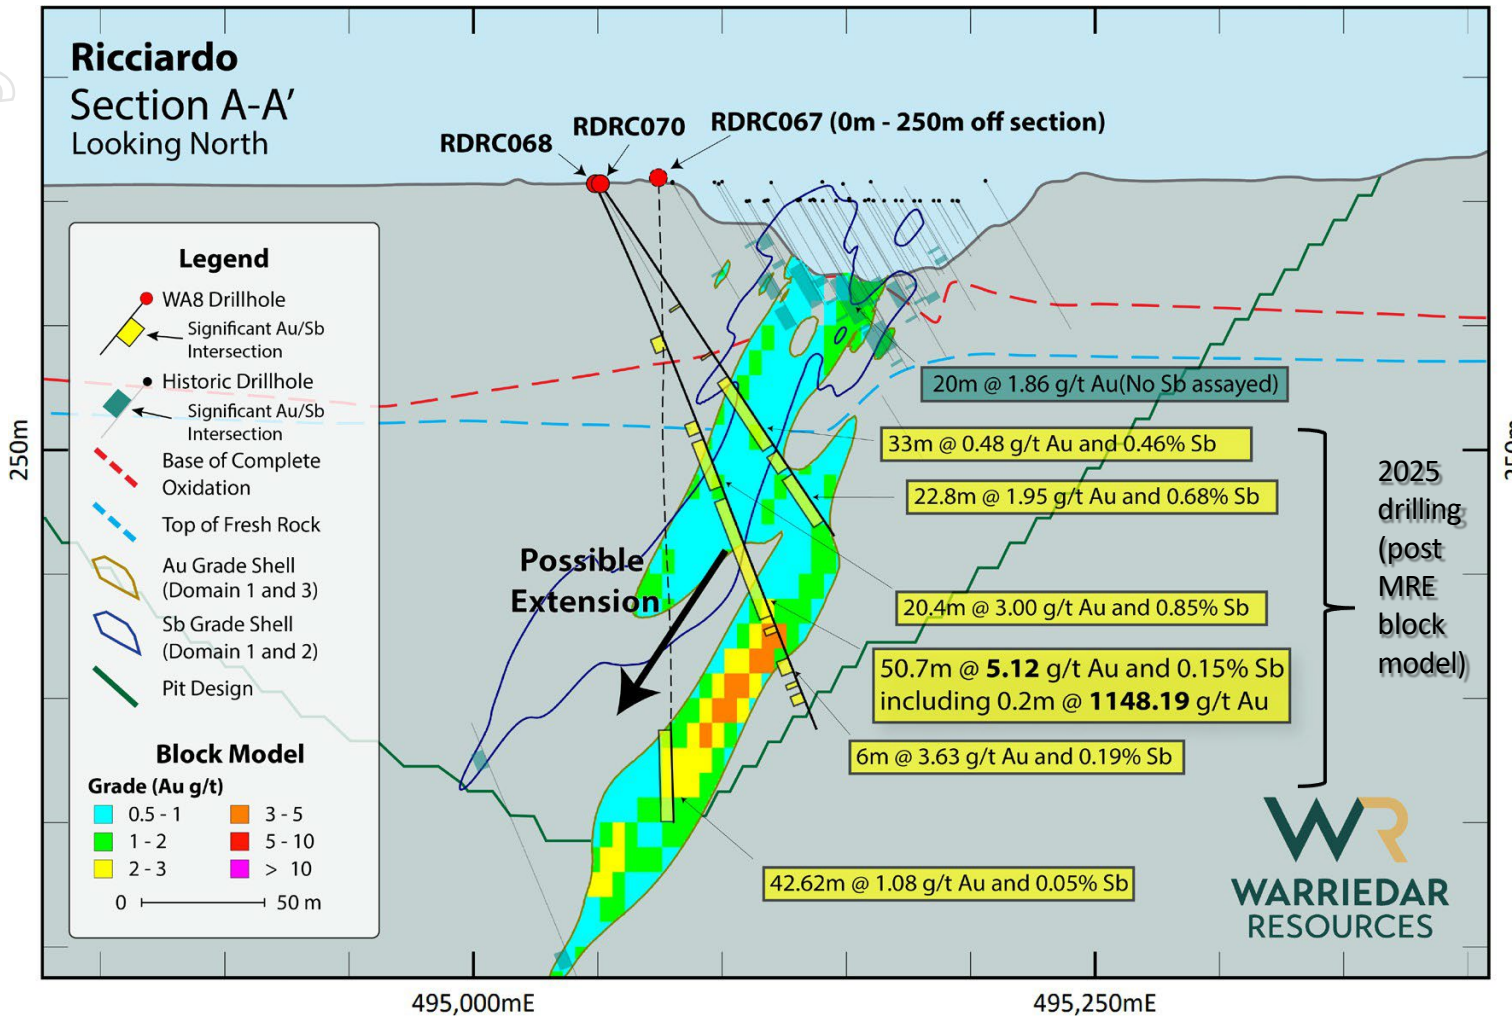 Ricciardo
Section A-A’
Looking North
RDRC068
RDRC070
RDRC067 (0m - 250m off section)
Legend
WA8 Drillhole
Significant Au/Sb
Intersection
Historic Drillhole
Significant Au/Sb
Intersection
Base of Complete
Oxidation
Top of Fresh Rock
Au Grade Shell
(Domain 1 and 3)
Sb Grade Shell
(Domain 1 and 2)
Pit Design
Block Model
Grade (Au g/t)
0.5 - 1
3 - 5
1 - 2
5 - 10
2 - 3
> 10
0
50 m
250m
Possible
Extension
20m @ 1.86 g/t Au(No Sb assayed)
33m @ 0.48 g/t Au and 0.46% Sb
22.8m @ 1.95 g/t Au and 0.68% Sb
20.4m @ 3.00 g/t Au and 0.85% Sb
50.7m @ 5.12 g/t Au and 0.15% Sb
including 0.2m @ 1148.19 g/t Au
6m @ 3.63 g/t Au and 0.19% Sb
42.62m @ 1.08 g/t Au and 0.05% Sb
2025
drilling
(post
MRE
block
model)
WR
WARRIEDAR
RESOURCES
495,000mE
495,250mE